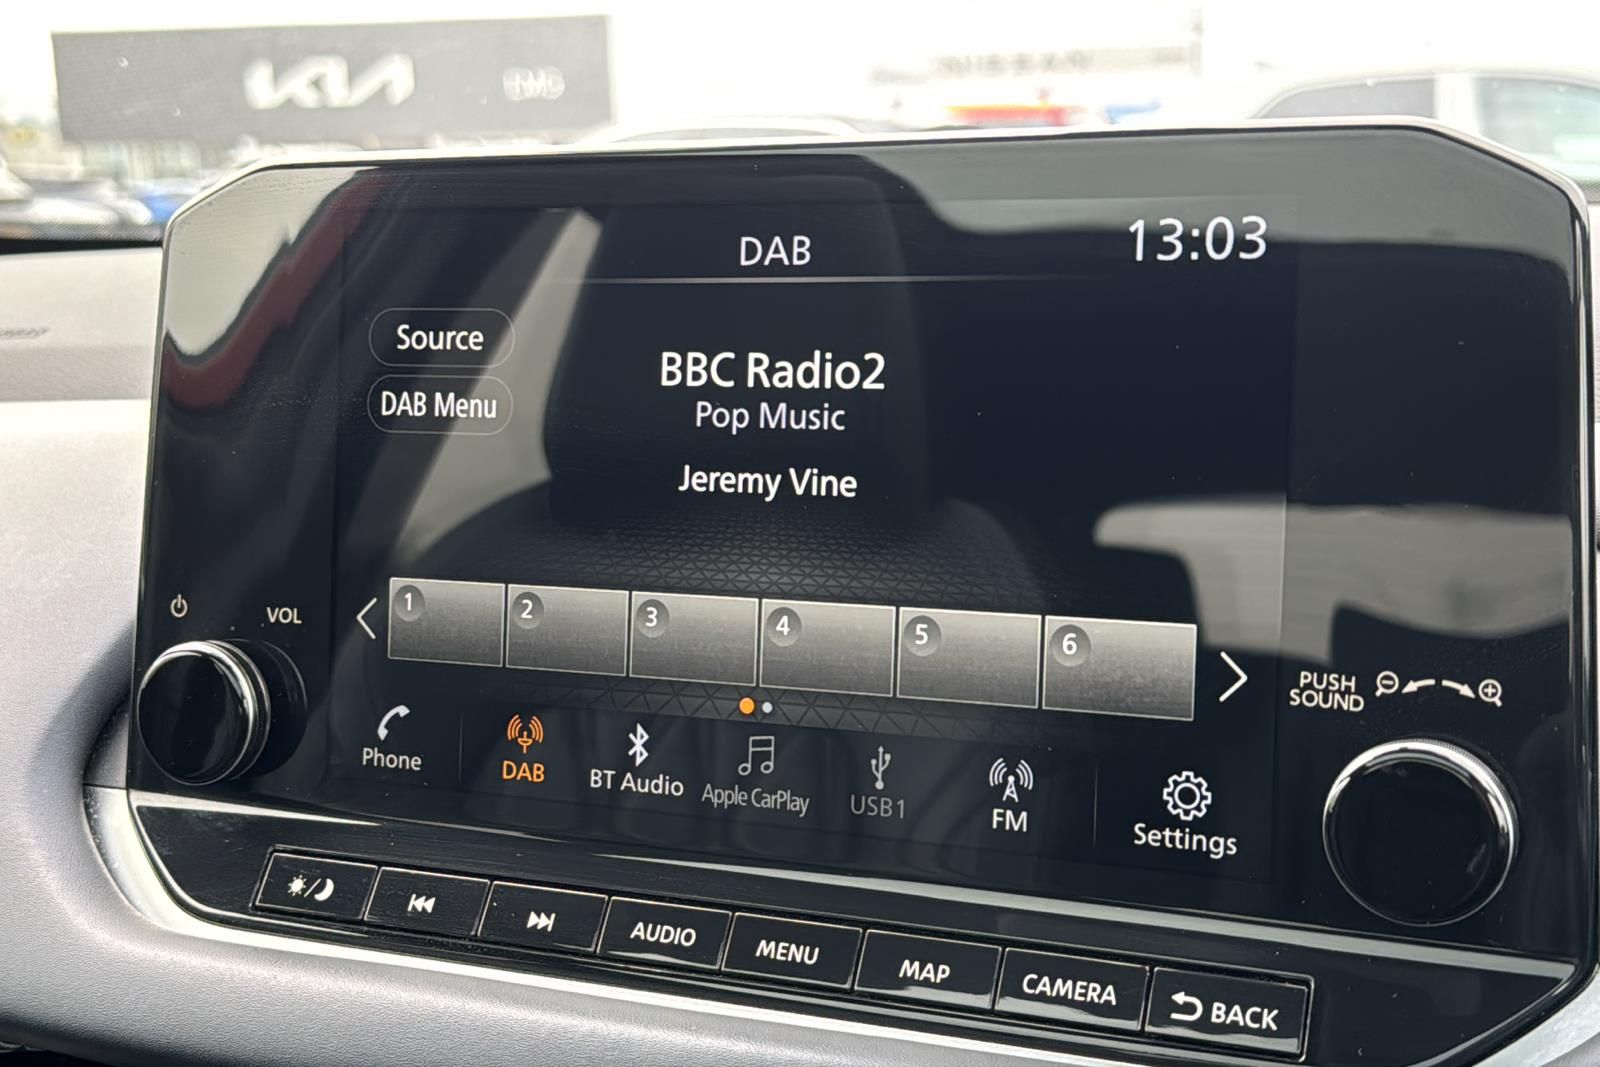 KIA
NISSAN
DAB
13:03
Source
DAB Menu
BBC Radio2
Pop Music
Jeremy Vine
VOL
1 2 3 4 5 6
PUSH
SOUND
Phone
DAB
BT Audio
Apple CarPlay
USB1
FM
Settings
AUDIO
MENU
MAP
CAMERA
BACK